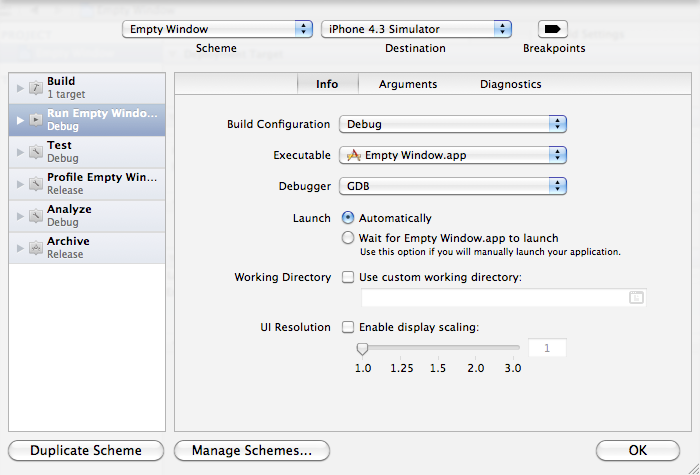 Empty Window
iPhone 4.3 Simulator
Scheme
Destination
Breakpoints
Build
1 target
Run Empty Windo...
Debug
Test
Debug
Profile Empty Win...
Release
Analyze
Debug
Archive
Release
Info
Arguments
Diagnostics
Build Configuration
Debug
Executable
Empty Window.app
Debugger
GDB
Launch
Automatically
Wait for Empty Window.app to launch
Use this option if you will manually launch your application.
Working Directory
Use custom working directory:
UI Resolution
Enable display scaling:
1
1.0 1.25 1.5 2.0 3.0
Duplicate Scheme
Manage Schemes...
OK